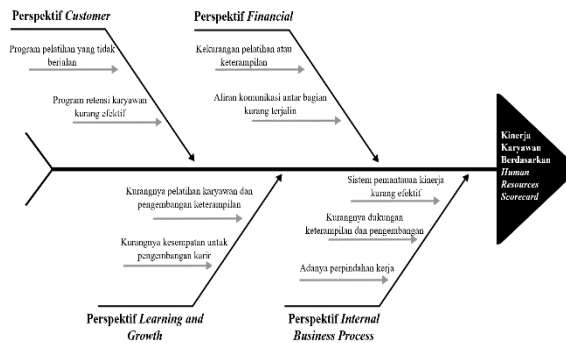 Perspektif Customer
Program pelatihan yang tidak
berjalan
Program retensi karyawan
kurang efektif
Perspektif Financial
Kekurangan pelatihan atau
keterampilan
Aliran komunikasi antar bagian
kurang terjalin
Kinerja
Karyawan
Berdasarkan
Human
Resources
Scorecard
Kurangnya pelatihan karyawan dan
pengembangan keterampilan
Kurangnya kesempatan untuk
pengembangan karir
Perspektif Learning and
Growth
Sistem pemantauan kinerja
kurang efektif
Kurangnya dukungan
keterampilan dan pengembangan
Adanya perpindahan kerja
Perspektif Internal
Business Process